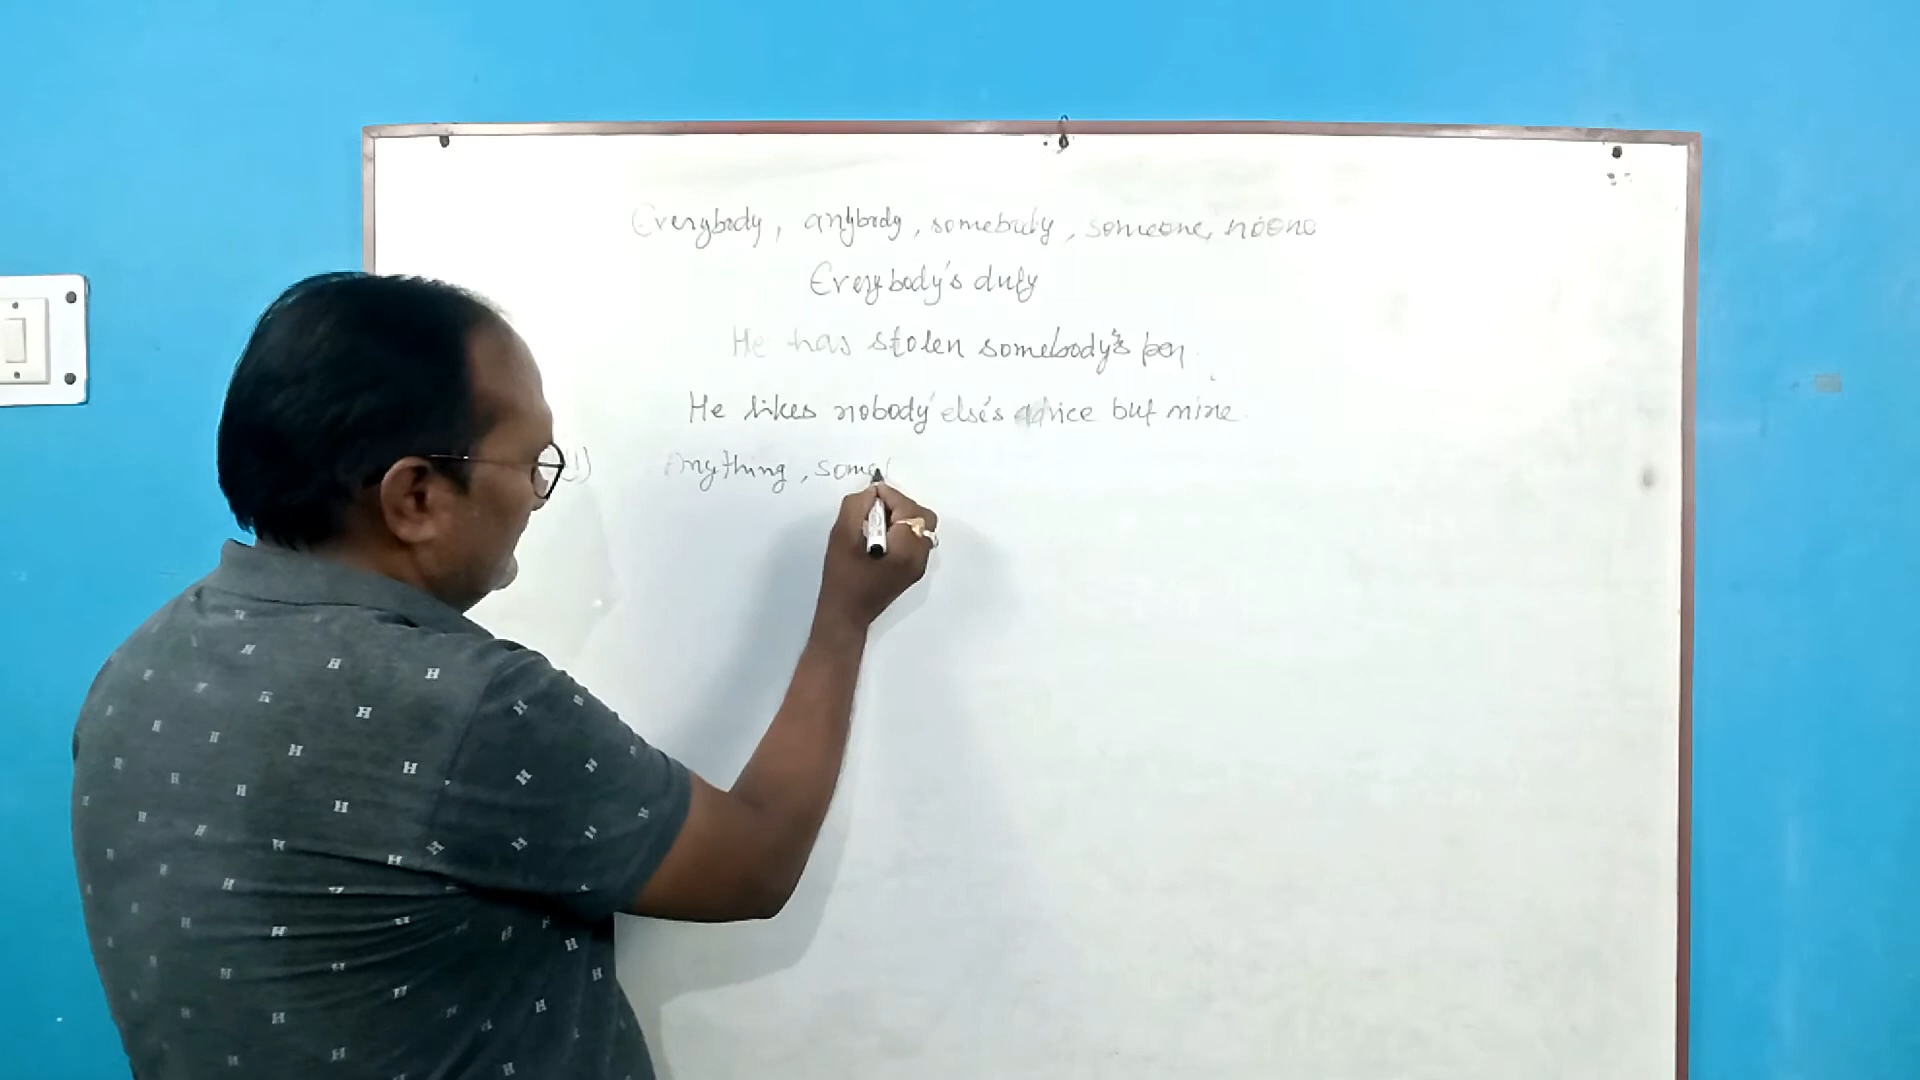 Everybody, anybody, somebody, someone, noone
Everybody's duty
He has stolen somebody's pen.
He likes nobody else's advice but mine.
Anything, some